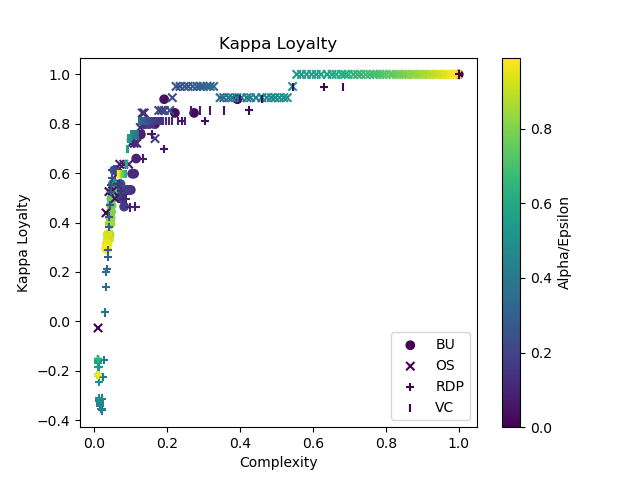 Kappa Loyalty
1.0
0.8
0.6
0.4
0.2
0.0
−0.2
−0.4
Kappa Loyalty
0.0 0.2 0.4 0.6 0.8 1.0
Complexity
BU
OS
RDP
VC
0.8
0.6
0.4
0.2
0.0
Alpha/Epsilon